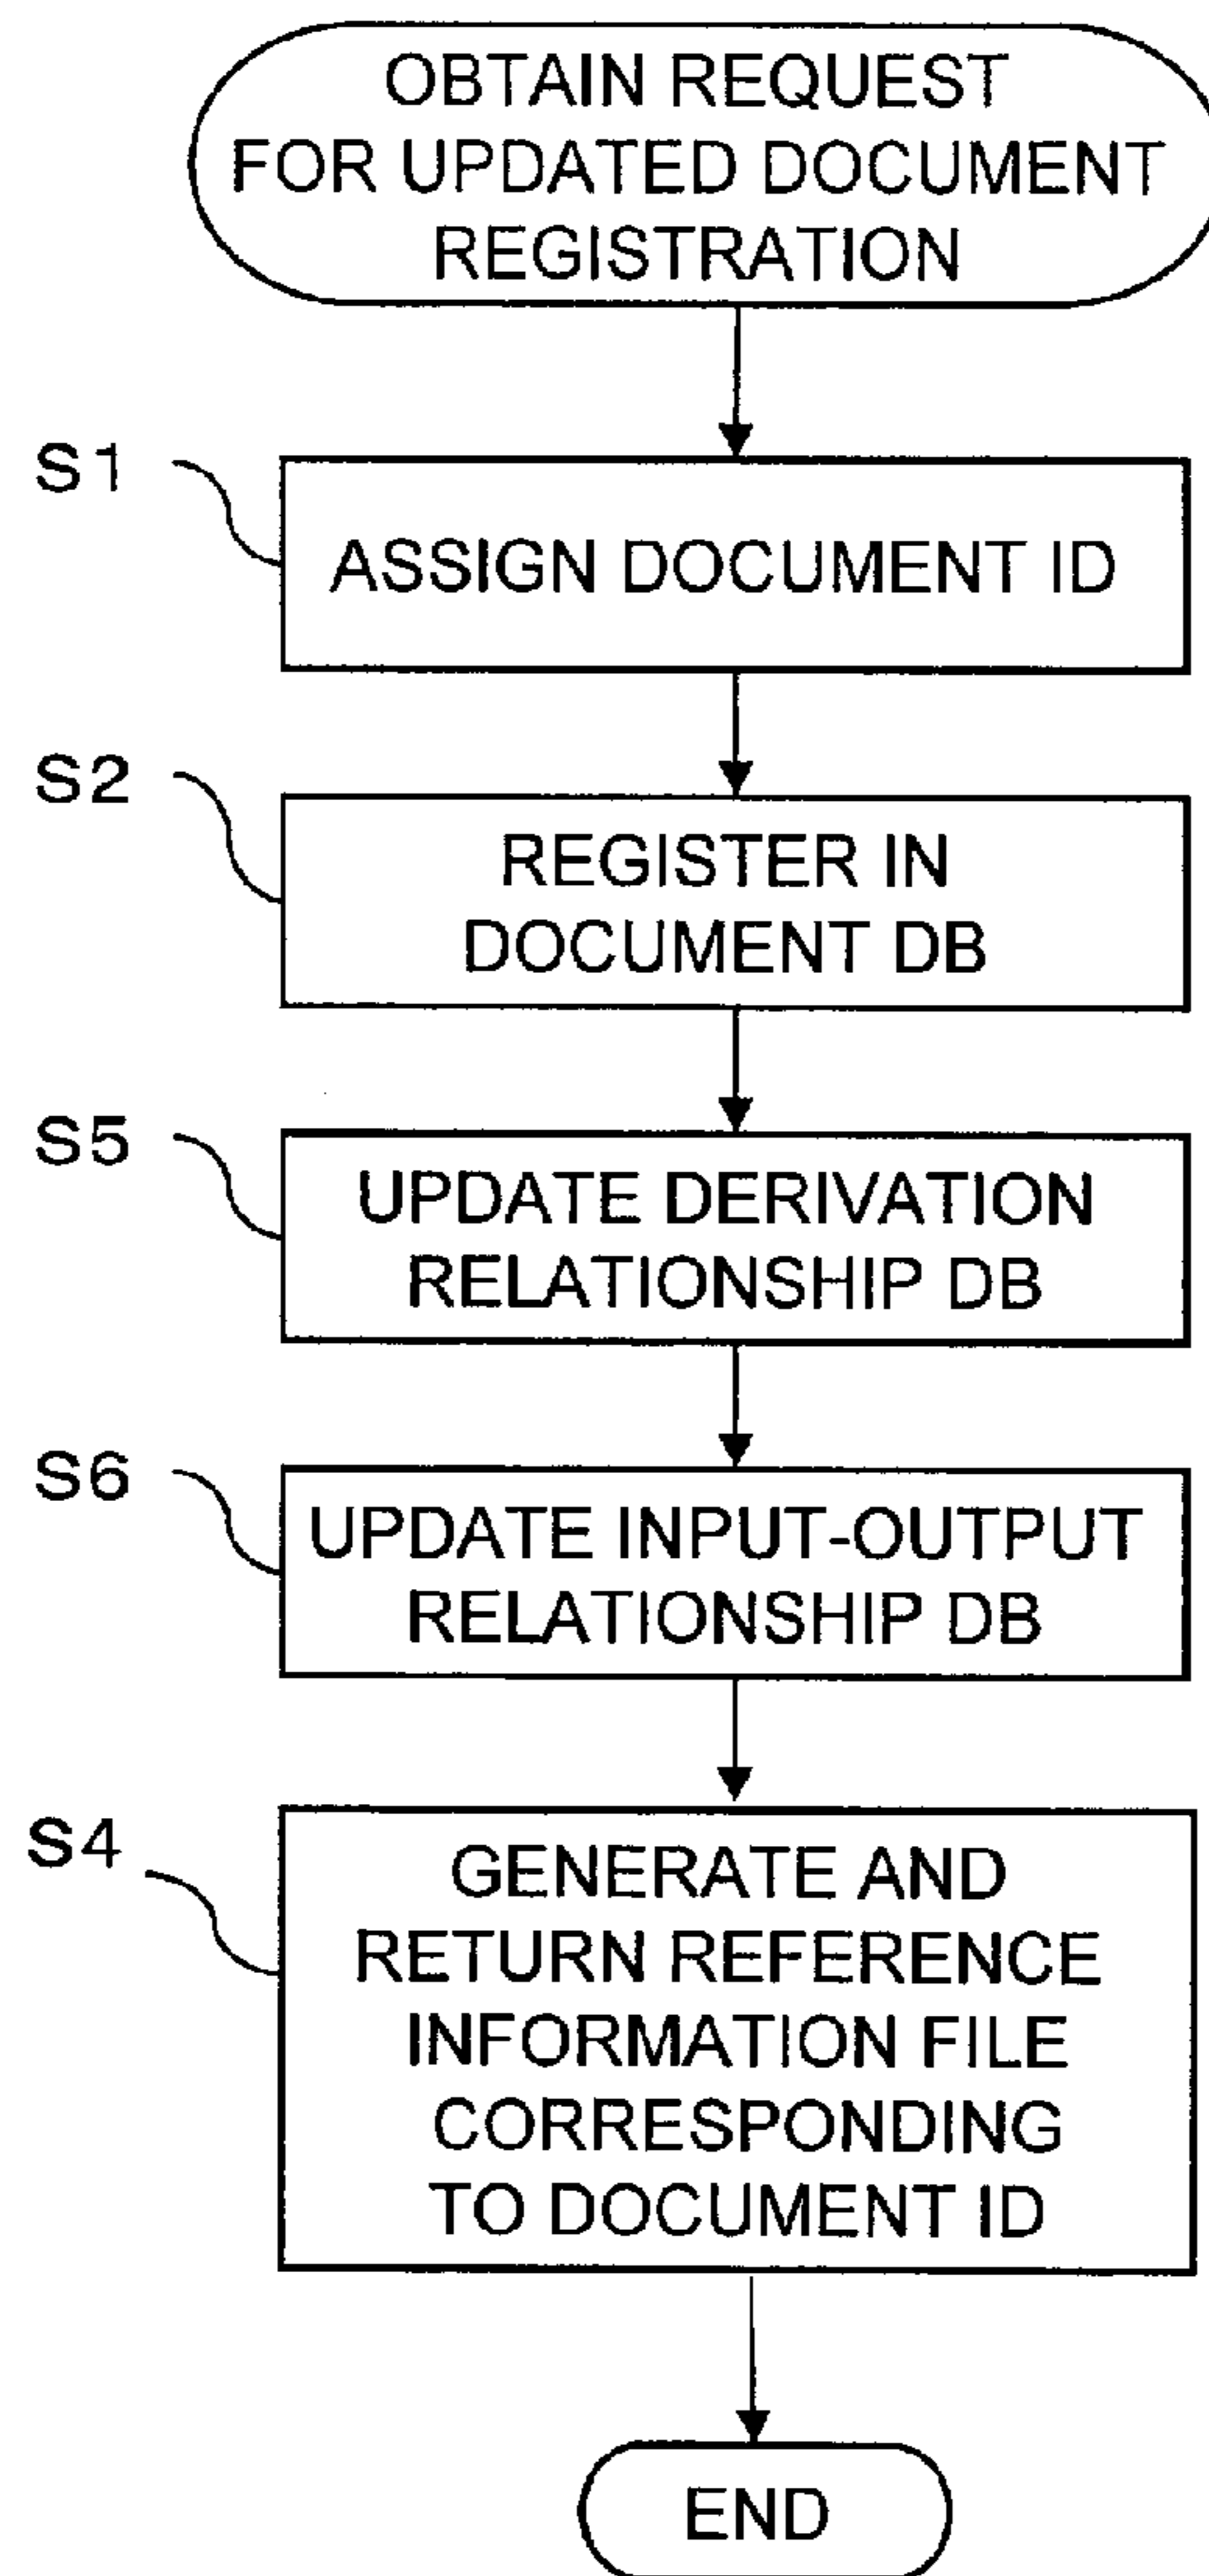 OBTAIN REQUEST
FOR UPDATED DOCUMENT
REGISTRATION
S1
ASSIGN DOCUMENT ID
S2
REGISTER IN
DOCUMENT DB
S5
UPDATE DERIVATION
RELATIONSHIP DB
S6
UPDATE INPUT-OUTPUT
RELATIONSHIP DB
S4
GENERATE AND
RETURN REFERENCE
INFORMATION FILE
CORRESPONDING
TO DOCUMENT ID
END